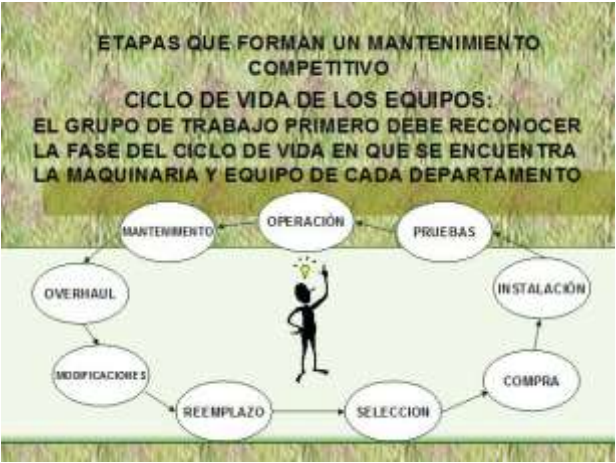 ETAPAS QUE FORMAN UN MANTENIMIENTO
COMPETITIVO
CICLO DE VIDA DE LOS EQUIPOS:
EL GRUPO DE TRABAJO PRIMERO DEBE RECONOCER
LA FASE DEL CICLO DE VIDA EN QUE SE ENCUENTRA
LA MAQUINARIA Y EQUIPO DE CADA DEPARTAMENTO
OPERACIÓN
MANTENIMENTO
PRUEBAS
OVERHAUL
INSTALACIÓN
MODIFICACIONES
COMPRA
REEMPLAZO
SELECCION